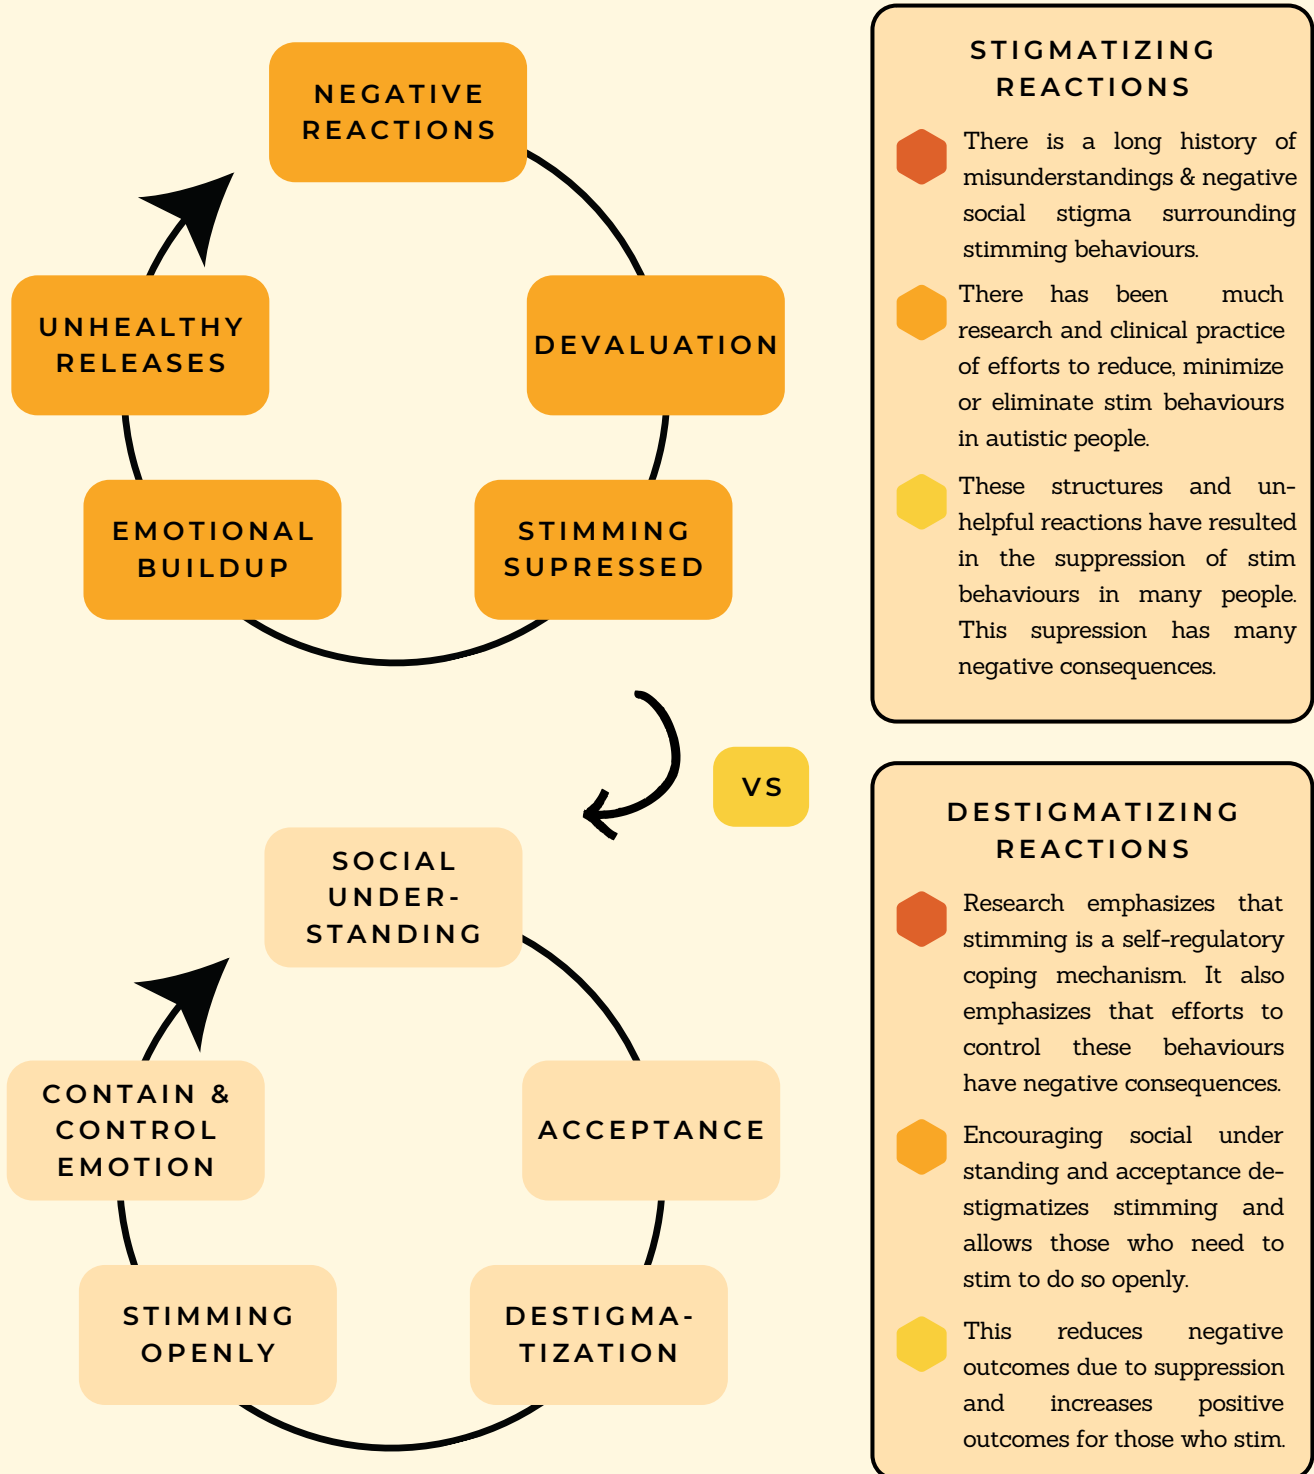 NEGATIVE
REACTIONS
DEVALUATION
STIMMING
SUPRESSED
EMOTIONAL
BUILDUP
UNHEALTHY
RELEASES
STIGMATIZING
REACTIONS
There is a long history of
misunderstandings & negative
social stigma surrounding
stimming behaviours.
There has been much
research and clinical practice
of efforts to reduce, minimize
or eliminate stim behaviours
in autistic people.
These structures and un-
helpful reactions have resulted
in the suppression of stim
behaviours in many people.
This supression has many
negative consequences.
VS
SOCIAL
UNDER-
STANDING
ACCEPTANCE
DESTIGMA-
TIZATION
STIMMING
OPENLY
CONTAIN &
CONTROL
EMOTION
DESTIGMATIZING
REACTIONS
Research emphasizes that
stimming is a self-regulatory
coping mechanism. It also
emphasizes that efforts to
control these behaviours
have negative consequences.
Encouraging social under
standing and acceptance de-
stigmatizes stimming and
allows those who need to
stim to do so openly.
This reduces negative
outcomes due to suppression
and increases positive
outcomes for those who stim.